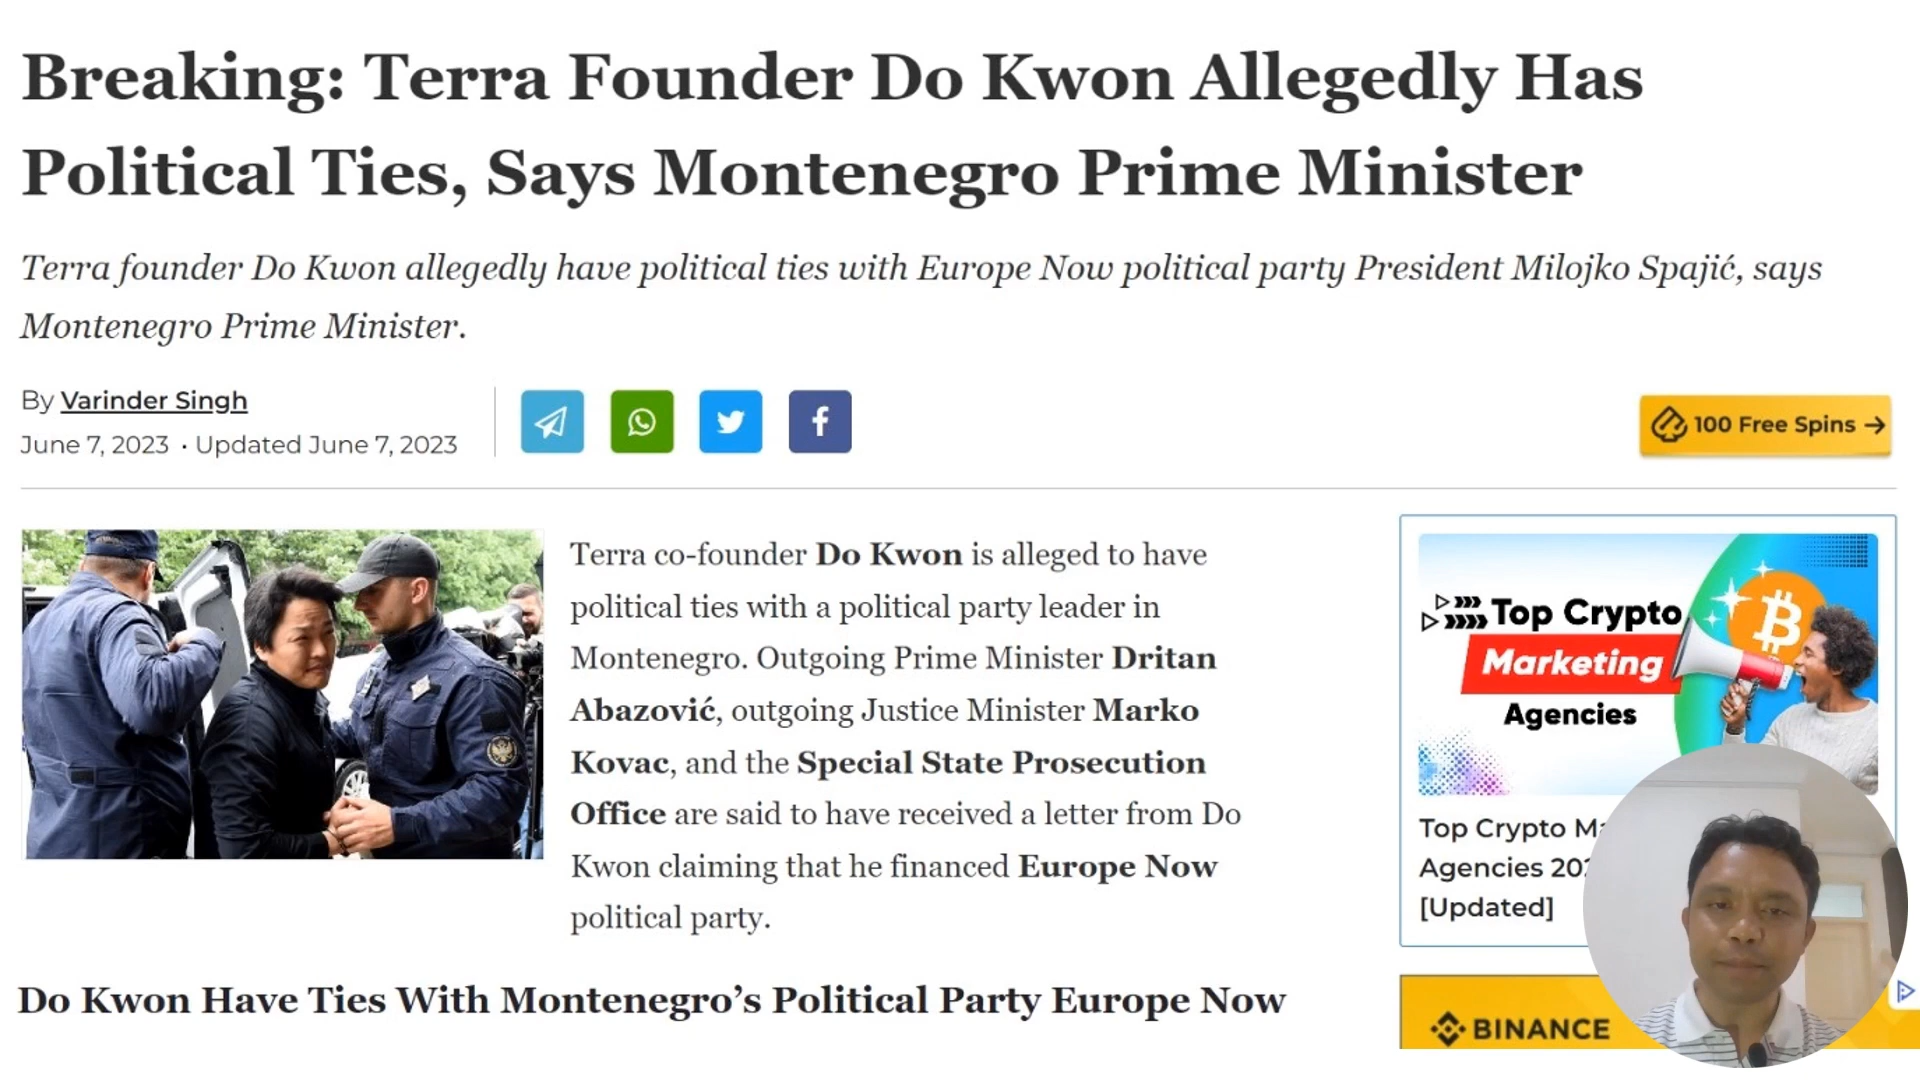 Breaking: Terra Founder Do Kwon Allegedly Has
Political Ties, Says Montenegro Prime Minister
Terra founder Do Kwon allegedly have political ties with Europe Now political party President Milojko Spajić, says
Montenegro Prime Minister.
By Varinder Singh
June 7, 2023 • Updated June 7, 2023
100 Free Spins →
Terra co-founder Do Kwon is alleged to have
political ties with a political party leader in
Montenegro. Outgoing Prime Minister Dritan
Abazović, outgoing Justice Minister Marko
Kovac, and the Special State Prosecution
Office are said to have received a letter from Do
Kwon claiming that he financed Europe Now
political party.
Do Kwon Have Ties With Montenegro’s Political Party Europe Now
Top Crypto
Marketing
Agencies
Top Crypto
Agencies
[Updated]
BINANCE